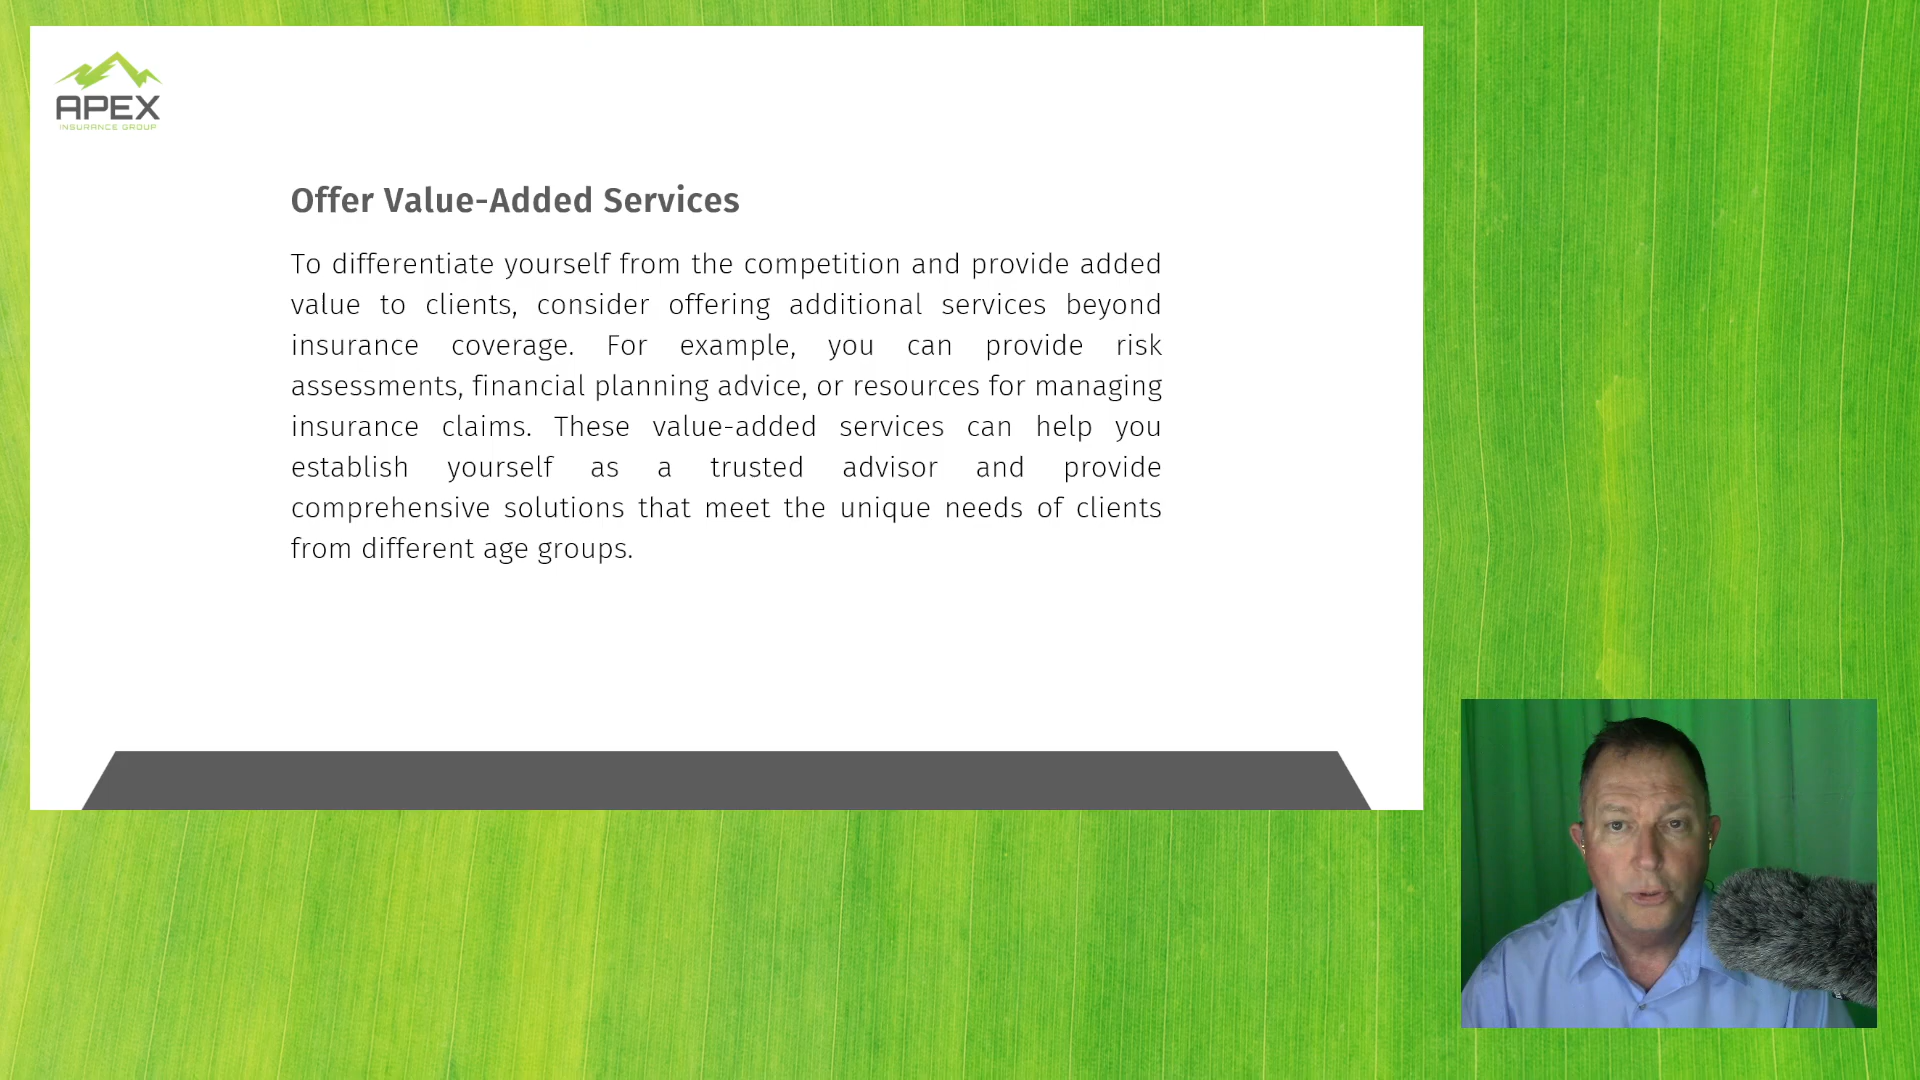 APEX
INSURANCE GROUP
Offer Value-Added Services
To differentiate yourself from the competition and provide added
value to clients, consider offering additional services beyond
insurance coverage. For example, you can provide risk
assessments, financial planning advice, or resources for managing
insurance claims. These value-added services can help you
establish yourself as a trusted advisor and provide
comprehensive solutions that meet the unique needs of clients
from different age groups.